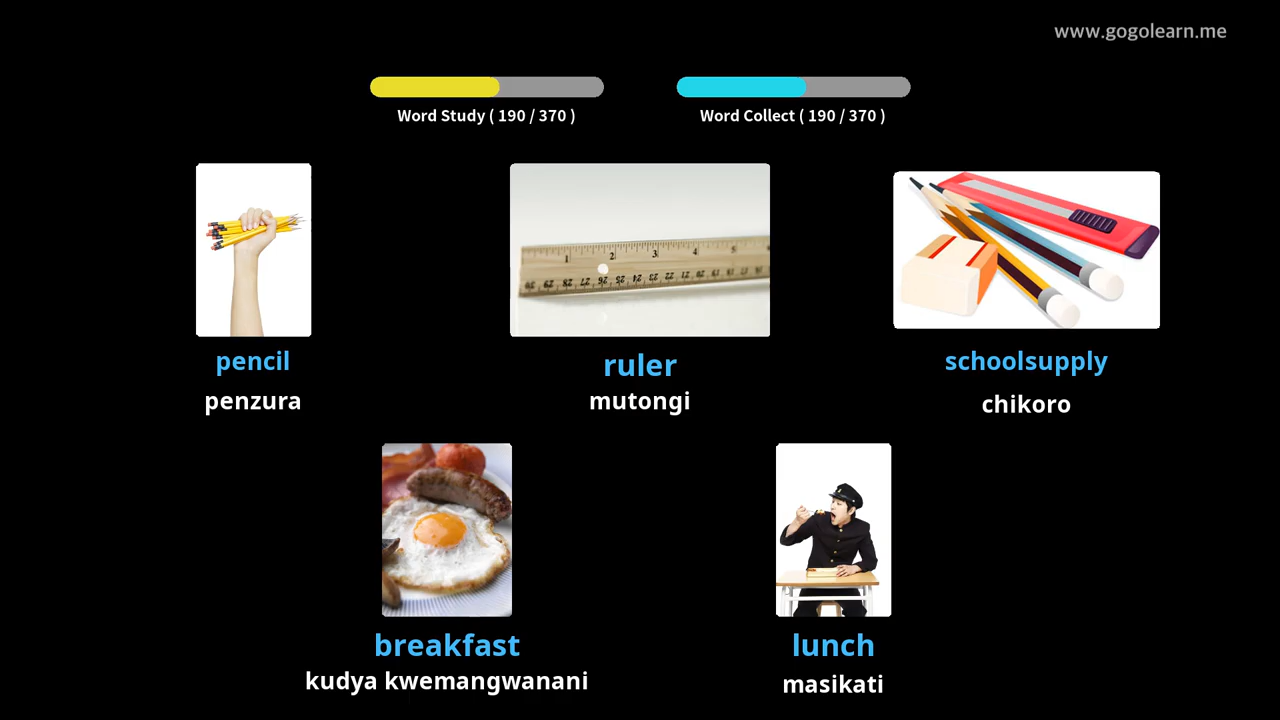 www.gogolearn.me
Word Study ( 190 / 370 )
Word Collect ( 190 / 370 )
pencil
penzura
ruler
mutongi
schoolsupply
chikoro
breakfast
kudya kwemangwanani
lunch
masikati